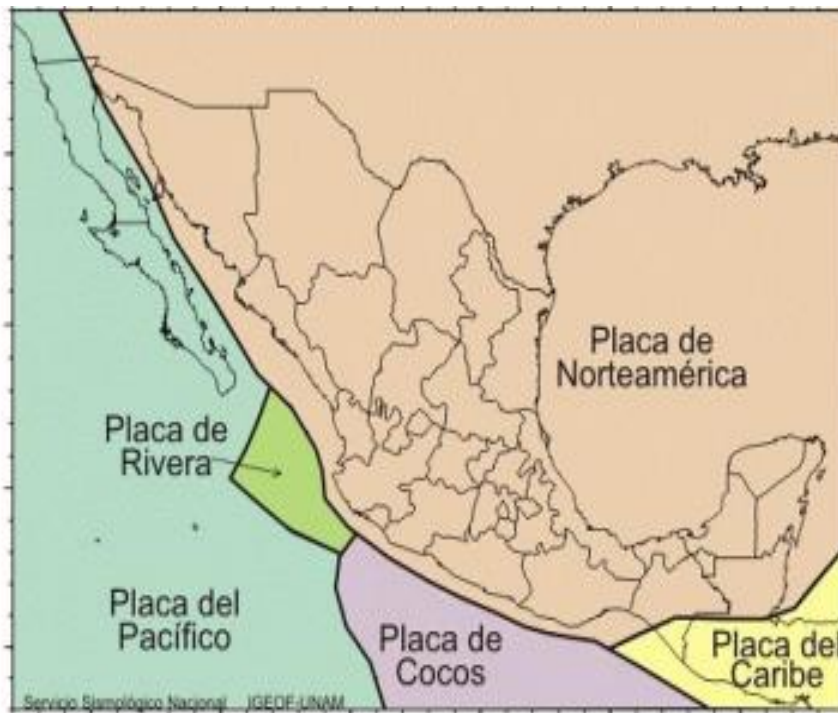 Placa de
Norteamérica
Placa de
Rivera
Placa del
Pacífico
Placa de
Cocos
Placa del
Caribe
Servicio Sismológico Nacional IGEOF-UNAM